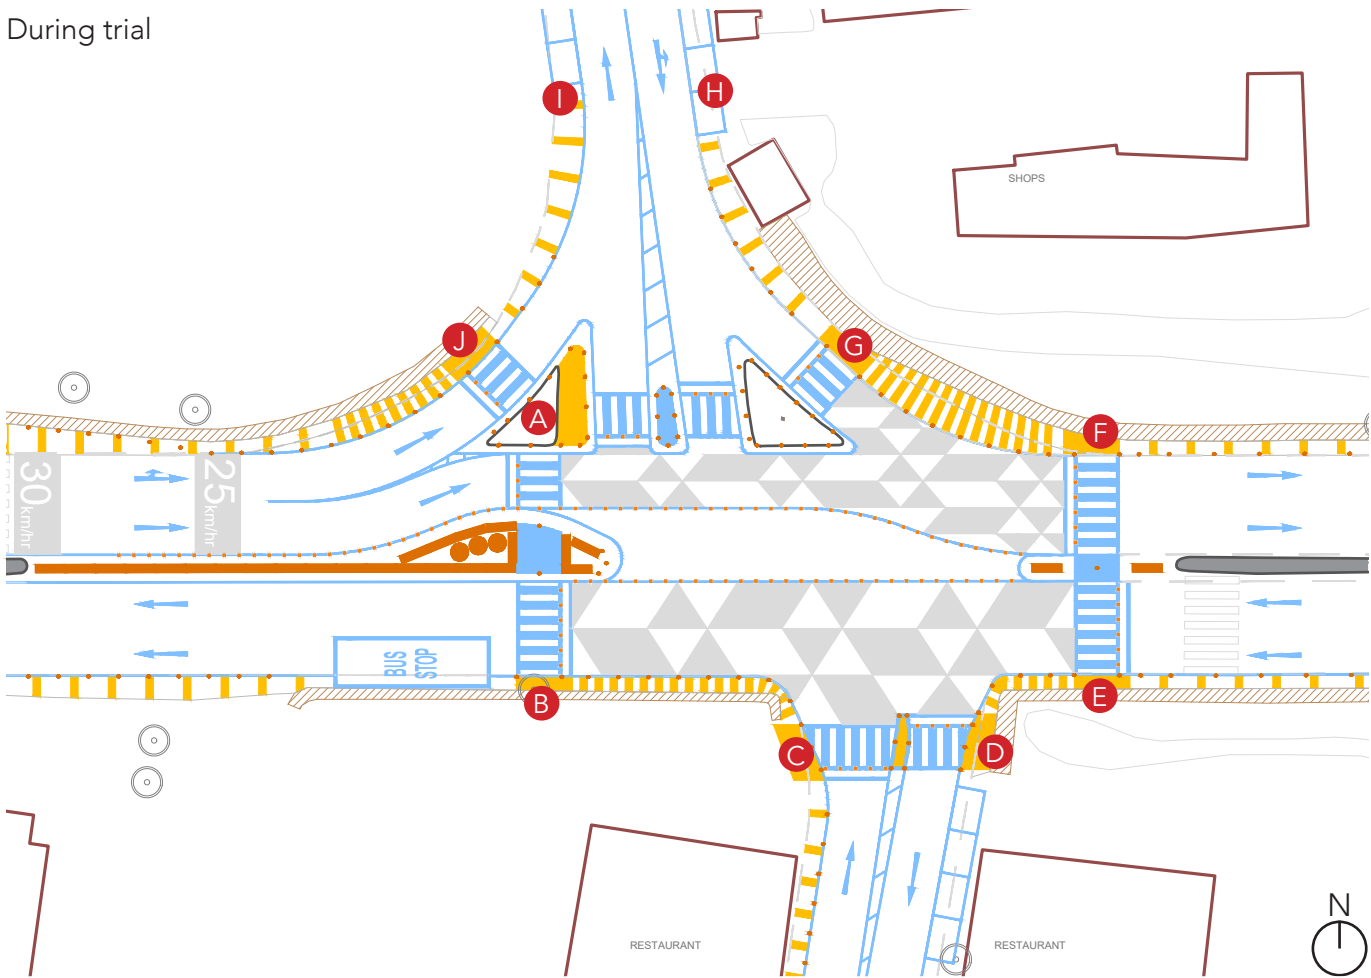 During trial
I
H
SHOPS
J
G
A
F
30
km/hr
25
km/hr
BUS
STOP
B
E
C
D
RESTAURANT
RESTAURANT
N